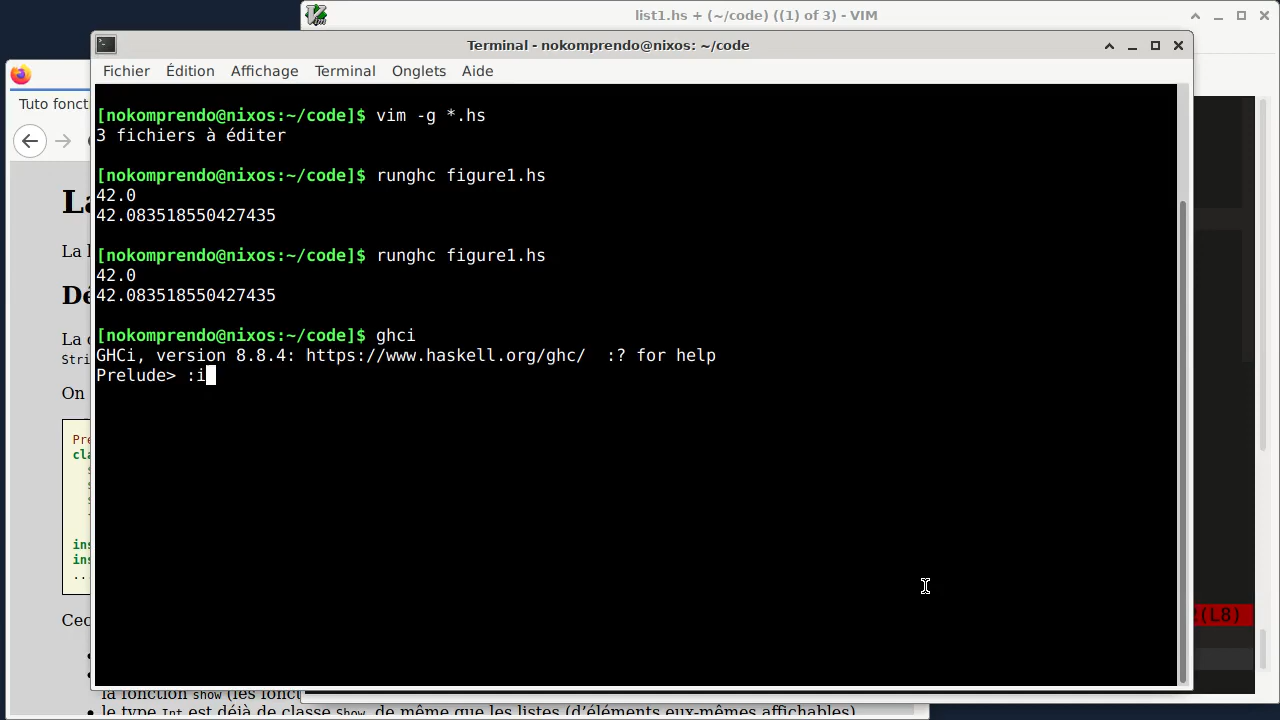 list1.hs + (~/code) ((1) of 3) - VIM
Terminal - nokomprendo@nixos: ~/code
Fichier Édition Affichage Terminal Onglets Aide
Tuto fonct
[nokomprendo@nixos:~/code]$ vim -g *.hs
3 fichiers à éditer
[nokomprendo@nixos:~/code]$ runghc figure1.hs
42.0
42.083518550427435
[nokomprendo@nixos:~/code]$ runghc figure1.hs
42.0
42.083518550427435
[nokomprendo@nixos:~/code]$ ghci
GHCi, version 8.8.4: https://www.haskell.org/ghc/  :? for help
Prelude> :i
La
La
Dé
La
Stri
On
Pre
cla
ins
ins
..
Cec
(L8)
la fonction show (les fonct
• le type Int est déjà de classe Show, de même que les listes (d'éléments eux-mêmes affichables)